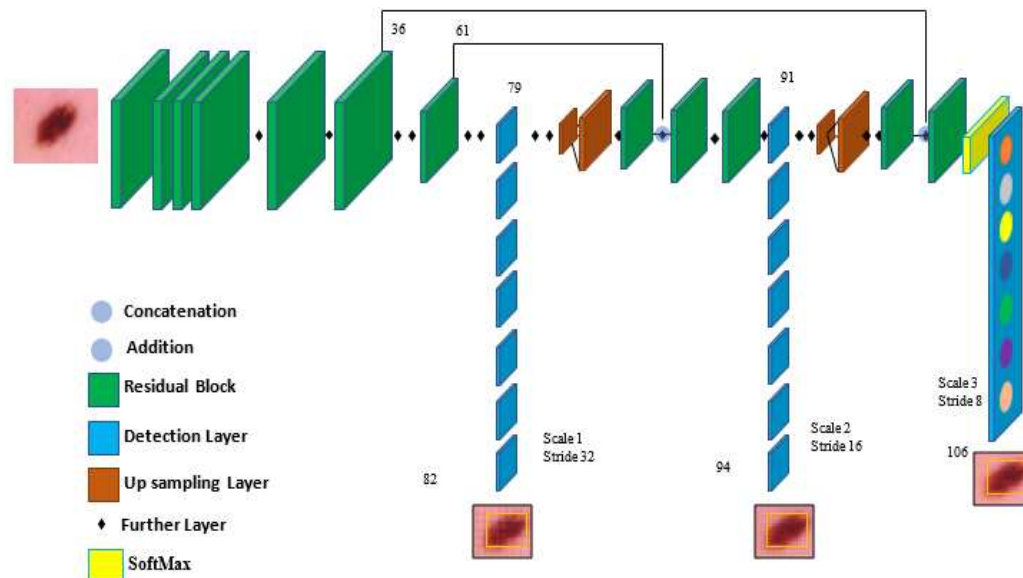 36
61
79
91
Concatenation
Addition
Residual Block
Detection Layer
Up sampling Layer
Further Layer
SoftMax
Scale 1
Stride 32
82
Scale 2
Stride 16
94
Scale 3
Stride 8
106